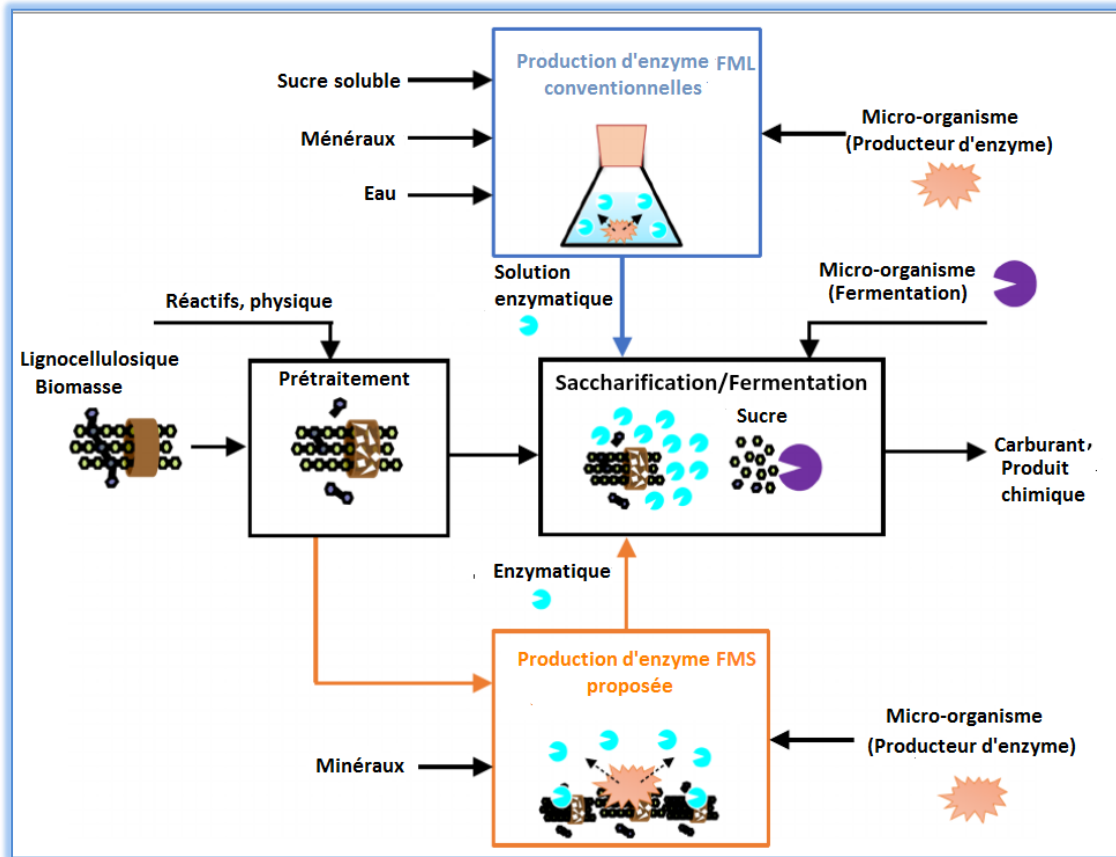 Production d'enzyme FML
conventionnelles
Sucre soluble
Ménéraux
Eau
Micro-organisme
(Producteur d'enzyme)
Solution
enzymatique
Micro-organisme
(Fermentation)
Réactifs, physique
Lignocellulosique
Biomasse
Prétraitement
Saccharification/Fermentation
Sucre
Carburant,
Produit
chimique
Enzymatique
Production d'enzyme FMS
proposée
Minéraux
Micro-organisme
(Producteur d'enzyme)